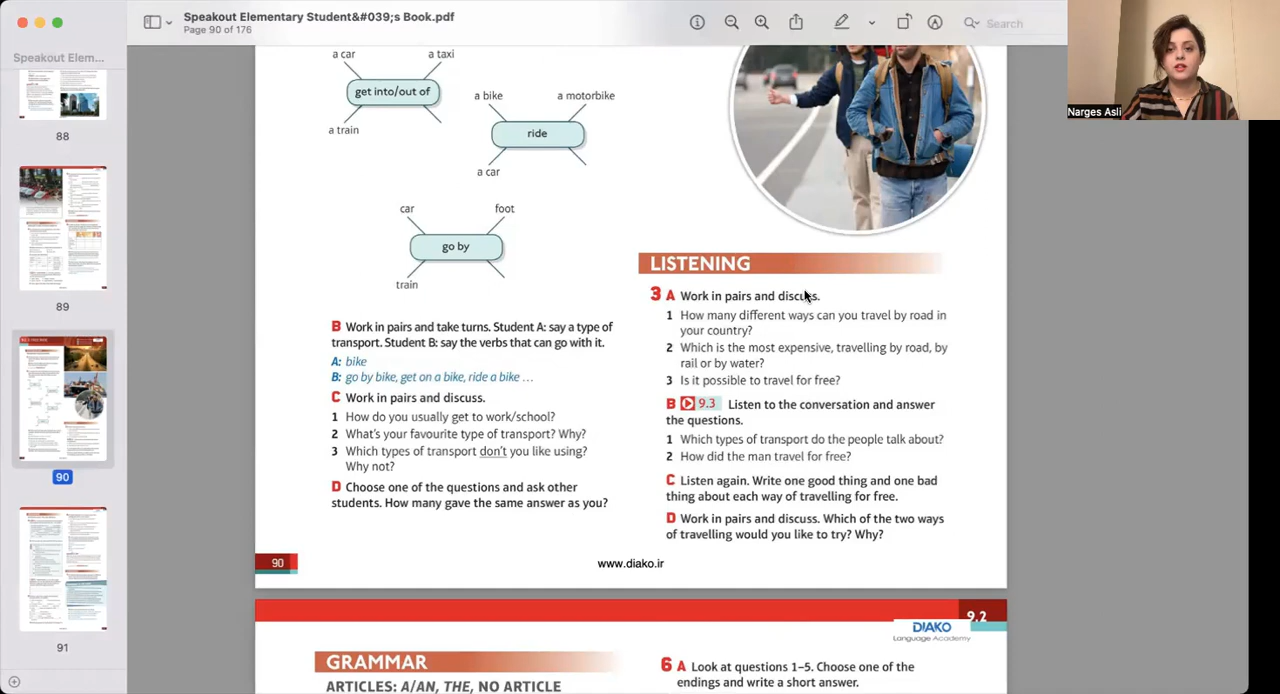 Speakout Elementary Student&#039;s Book.pdf
Page 90 of 176
Search
Speakout Elem...
88
89
90
91
Narges Asli
a car
a taxi
get into/out of
a train
a bike
a motorbike
ride
a car
car
foot
go by
train
B Work in pairs and take turns. Student A: say a type of
transport. Student B: say the verbs that can go with it.
A: bike
B: go by bike, get on a bike, ride a bike ...
C Work in pairs and discuss.
1 How do you usually get to work/school?
2 What's your favourite type of transport? Why?
3 Which types of transport don't you like using?
Why not?
D Choose one of the questions and ask other
students. How many gave the same answer as you?
LISTENING
3 A Work in pairs and discuss.
1 How many different ways can you travel by road in
your country?
2 Which is the most expensive, travelling by road, by
rail or by water?
3 Is it possible to travel for free?
B 9.3 Listen to the conversation and answer
the questions.
1 Which types of transport do the people talk about?
2 How did the man travel for free?
C Listen again. Write one good thing and one bad
thing about each way of travelling for free.
D Work in pairs and discuss. Which of the two ways
of travelling would you like to try? Why?
90
www.diako.ir
9.2
DIAKO
Language Academy
GRAMMAR
ARTICLES: A/AN, THE, NO ARTICLE
6 A Look at questions 1–5. Choose one of the
endings and write a short answer.